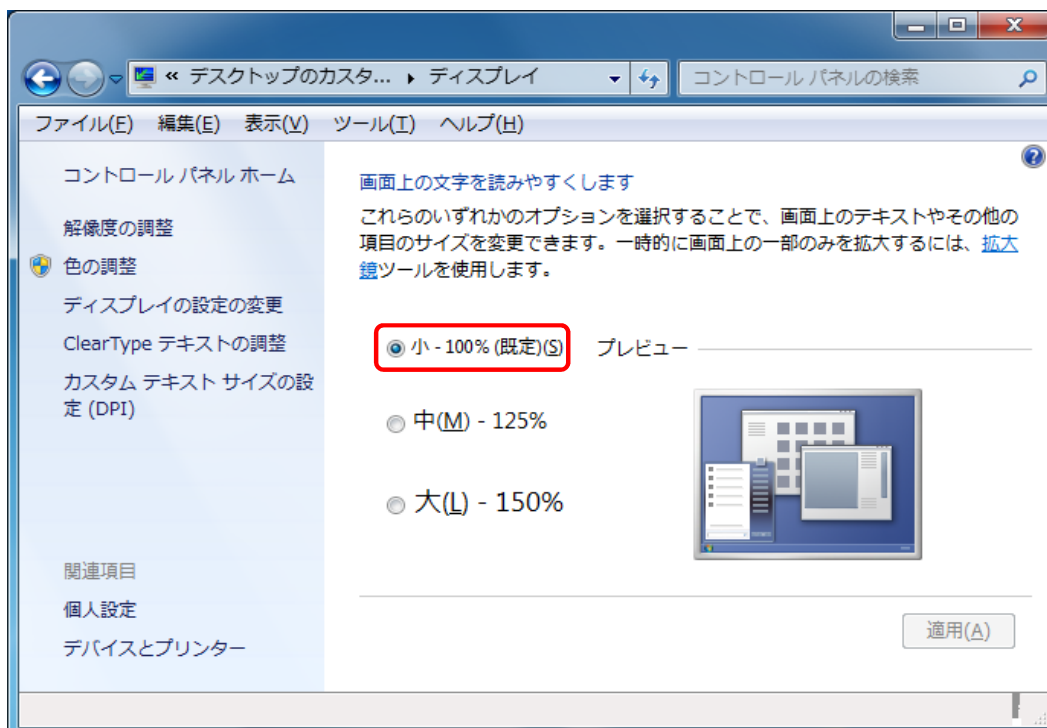 « デスクトップのカスタ... ▸ ディスプレイ
コントロール パネルの検索
ファイル(F) 編集(E) 表示(V) ツール(T) ヘルプ(H)
コントロール パネル ホーム
解像度の調整
色の調整
ディスプレイの設定の変更
ClearType テキストの調整
カスタム テキスト サイズの設
定 (DPI)
関連項目
個人設定
デバイスとプリンター
画面上の文字を読みやすくします
これらのいずれかのオプションを選択することで、画面上のテキストやその他の
項目のサイズを変更できます。一時的に画面上の一部のみを拡大するには、拡大
鏡ツールを使用します。
小 - 100% (既定)(S)
プレビュー
中(M) - 125%
大(L) - 150%
適用(A)